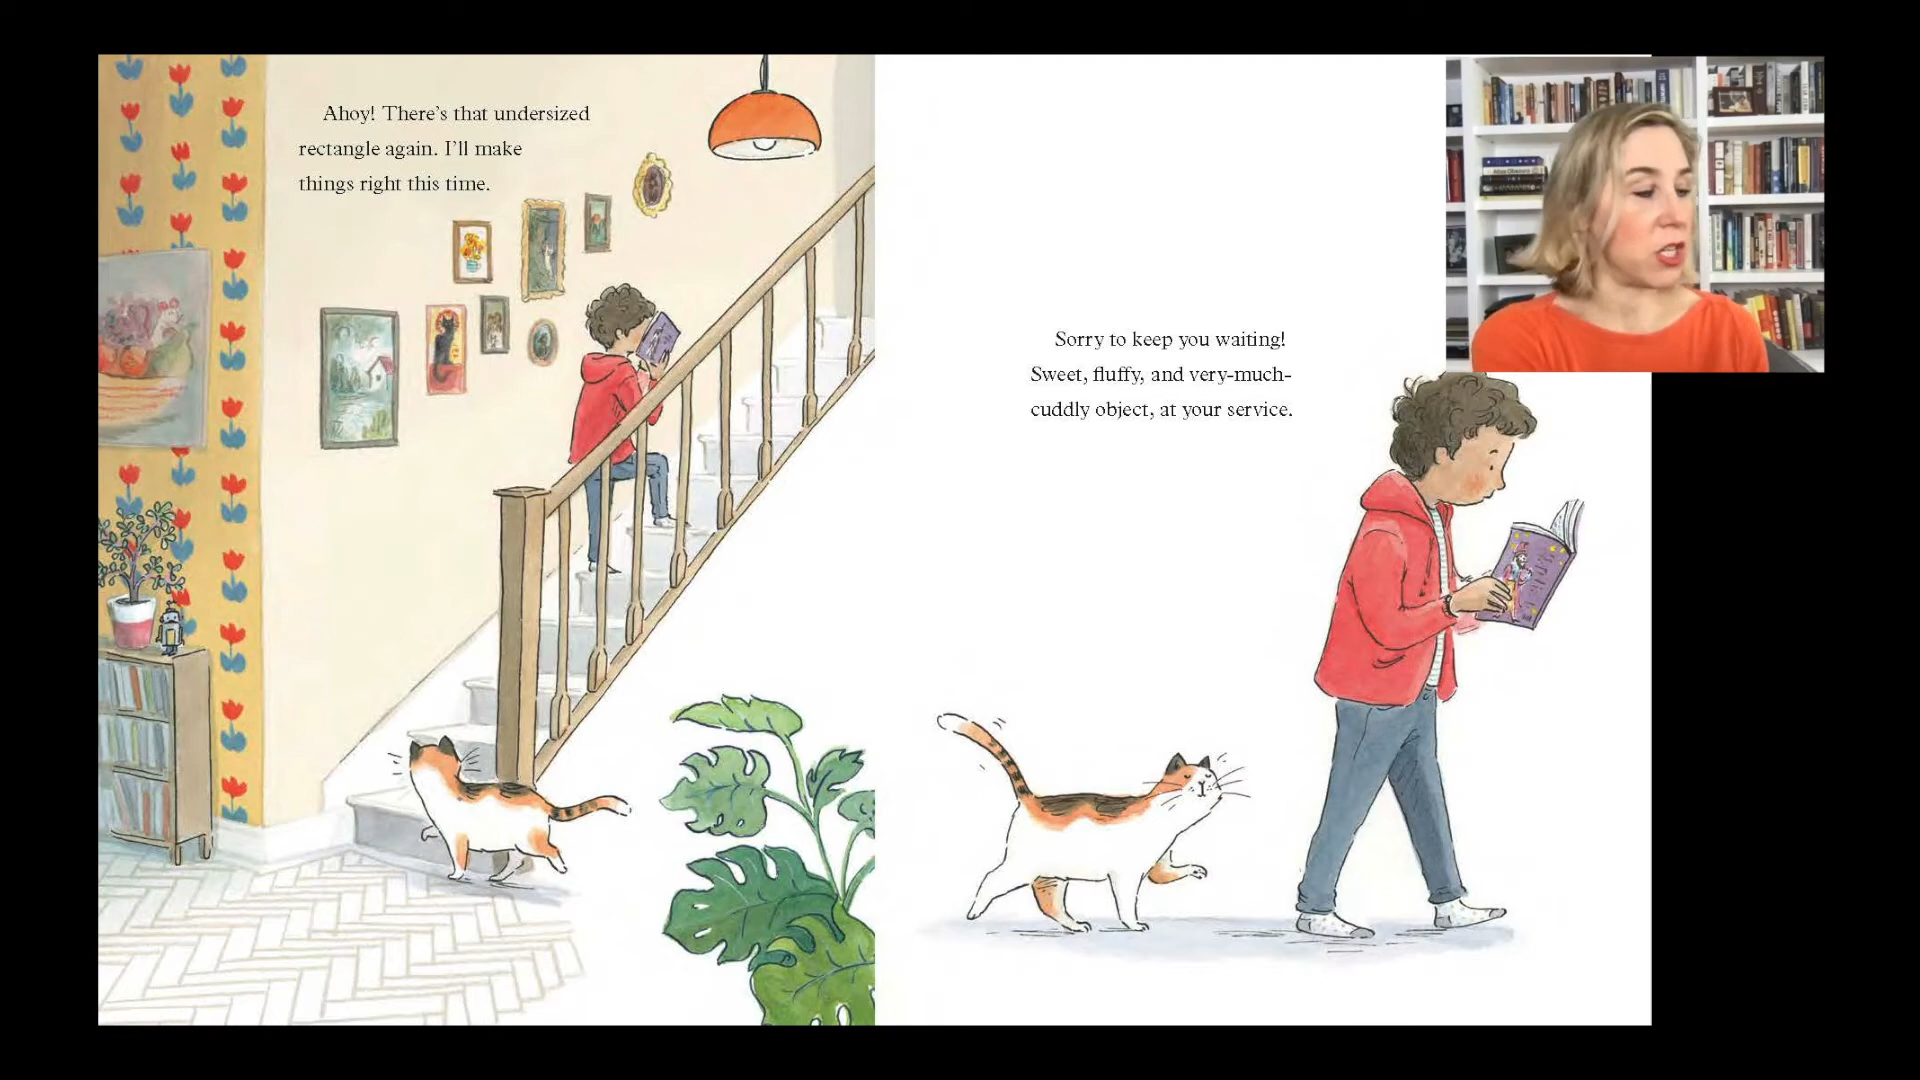 Ahoy! There’s that undersized
rectangle again. I’ll make
things right this time.
Sorry to keep you waiting!
Sweet, fluffy, and very-much-
cuddly object, at your service.